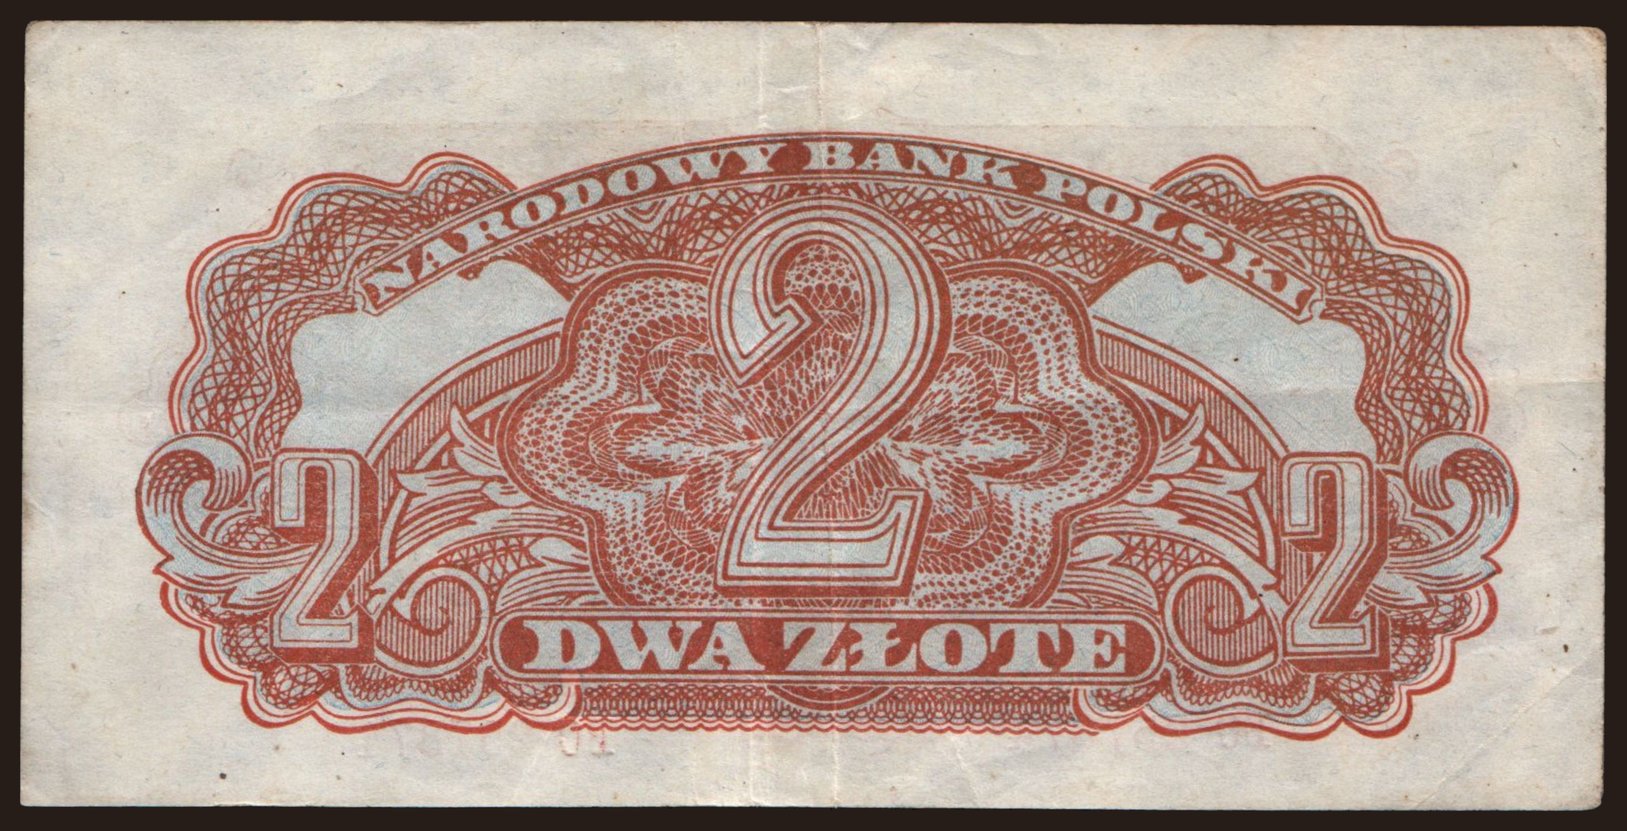 NARODOWY BANK POLSKI
2
2 2
DWA ZŁOTE